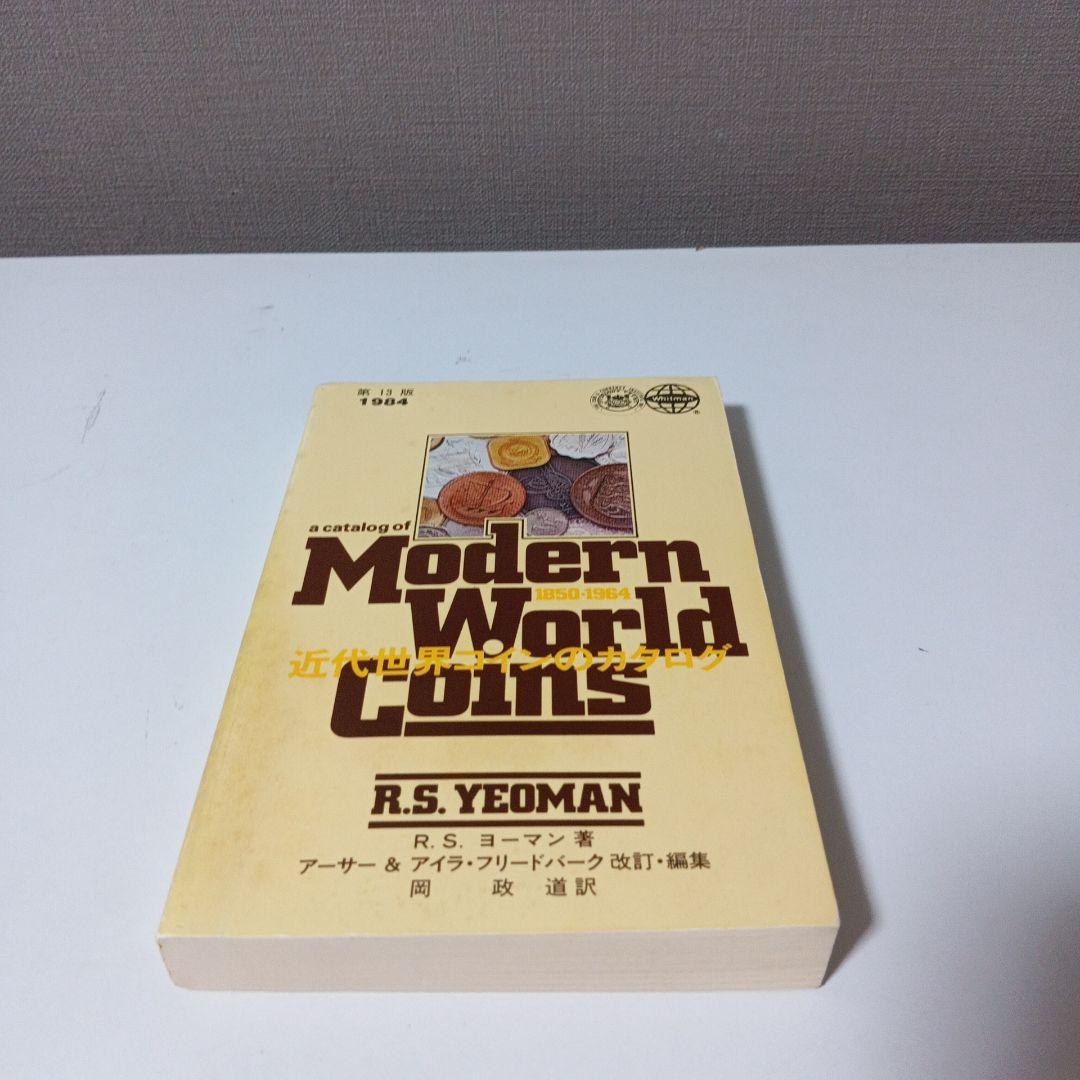 第13版
1984
Whitman
®
a catalog of
Modern
1850-1964
World
近代世界コインのカタログ
Coins
R.S. YEOMAN
R.S. ヨーマン著
アーサー & アイラ・フリードバーク 改訂・編集
岡 政 道訳